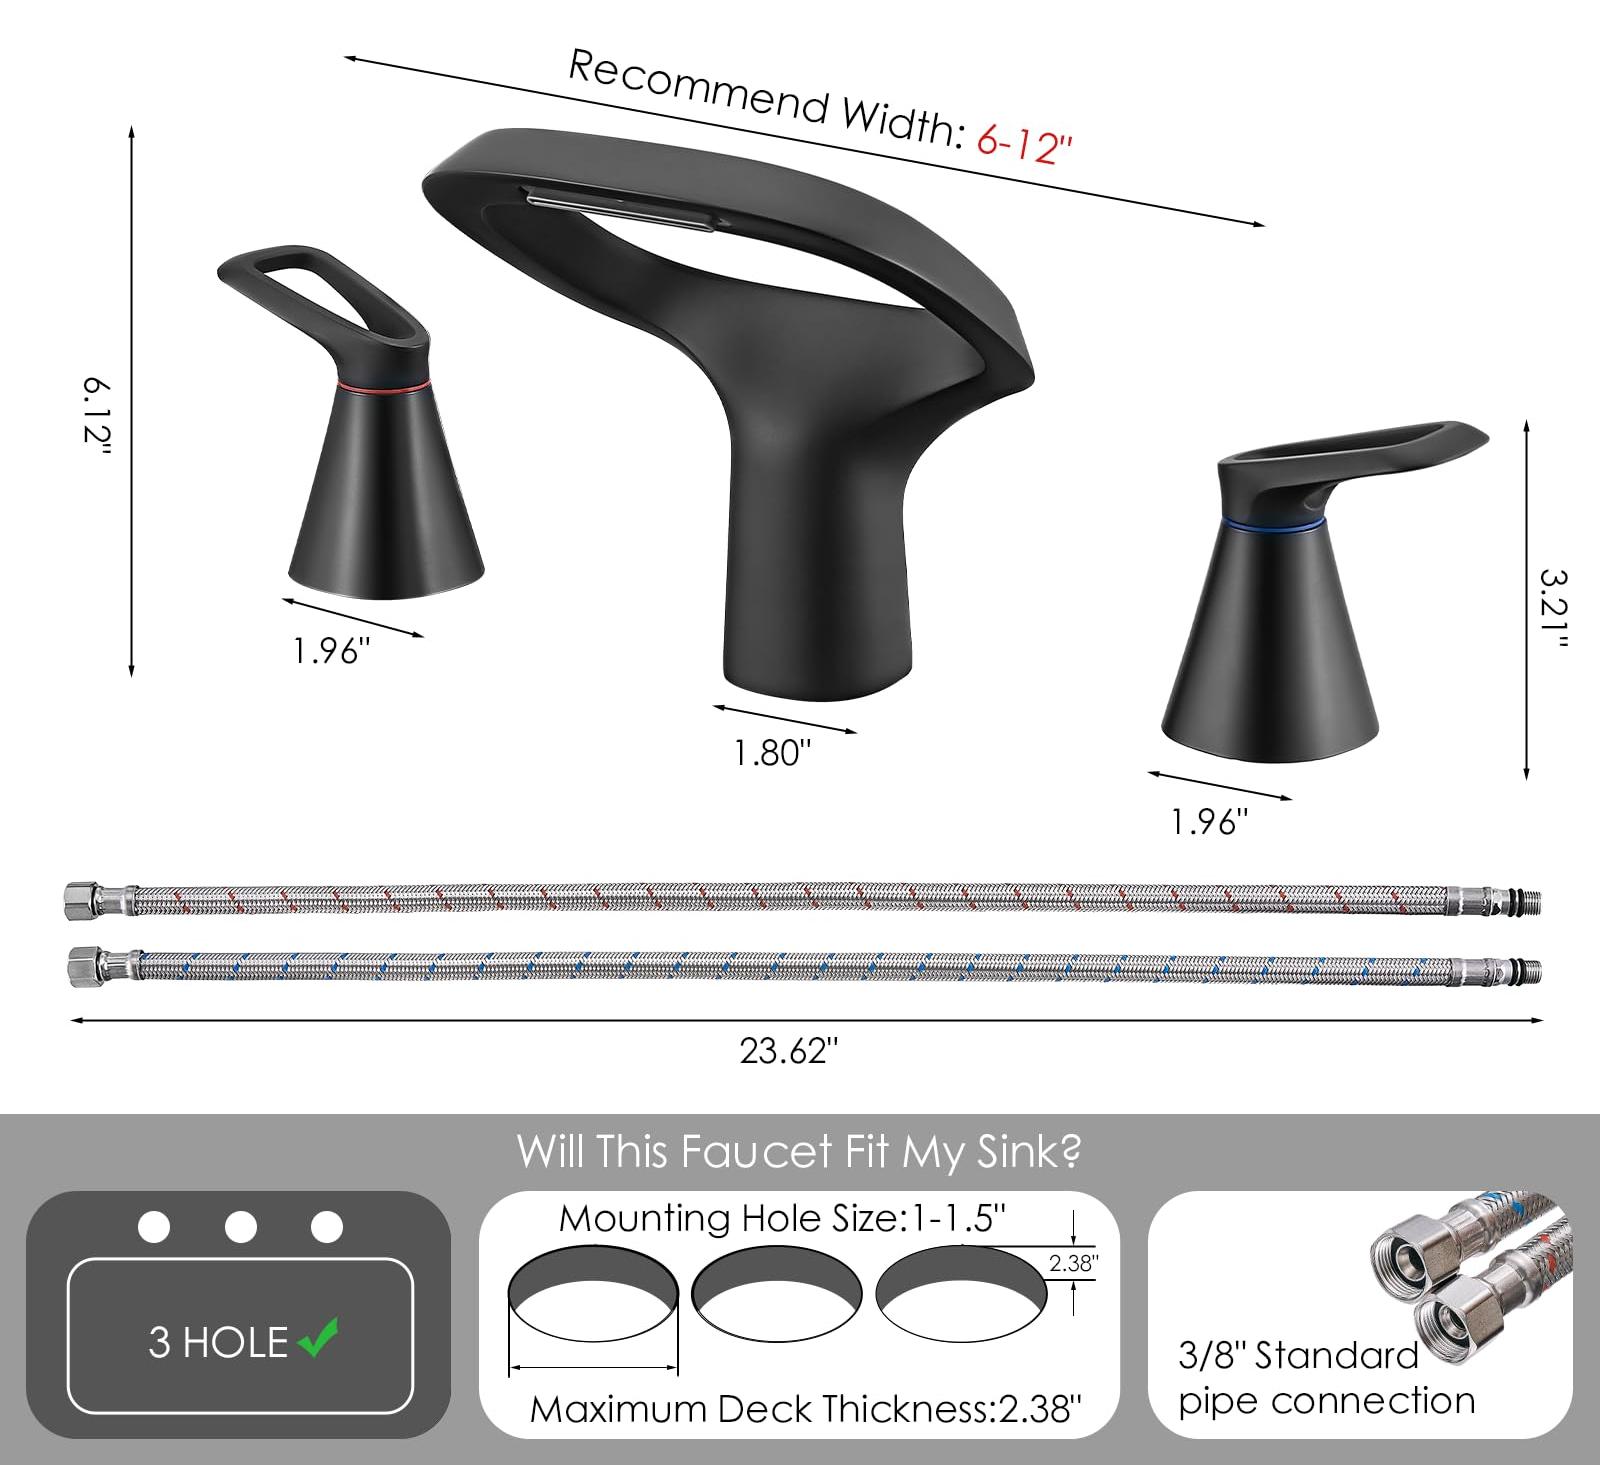 Recommend Width: 6-12"
6.12"
1.96"
1.80"
3.21"
1.96"
23.62"
Will This Faucet Fit My Sink?
3 HOLE
Mounting Hole Size:1-1.5"
2.38"
Maximum Deck Thickness:2.38"
3/8" Standard
pipe connection